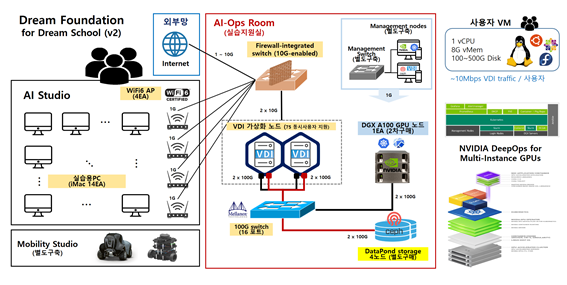 Dream Foundation
for Dream School (v2)
외부망
Internet
1 ~ 10G
AI Studio
WiFi6 AP
(4EA)
WiFi 6
CERTIFIED
1G
1G
1G
1G
실습용PC
(iMac 14EA)
Mobility Studio
(별도구축)
AI-Ops Room
(실습지원실)
Firewall-integrated
switch (10G-enabled)
2 x 10G
VDI 가상화 노드 (75 동시사용자 지원)
VDI
VDI
2 x 100G
2 x 100G
Mellanox
100G switch
(16 포트)
Management nodes
(별도구축)
Management
Switch
(별도구축)
1G
DGX A100 GPU 노드
1EA (2차구매)
NVIDIA
2 x 100G
2 x 100G
ceph
DataPond storage
4노드 (별도구매)
사용자 VM
1 vCPU
8G vMem
100~500G Disk
~10Mbps VDI traffic / 사용자
NVIDIA DeepOps for
Multi-Instance GPUs